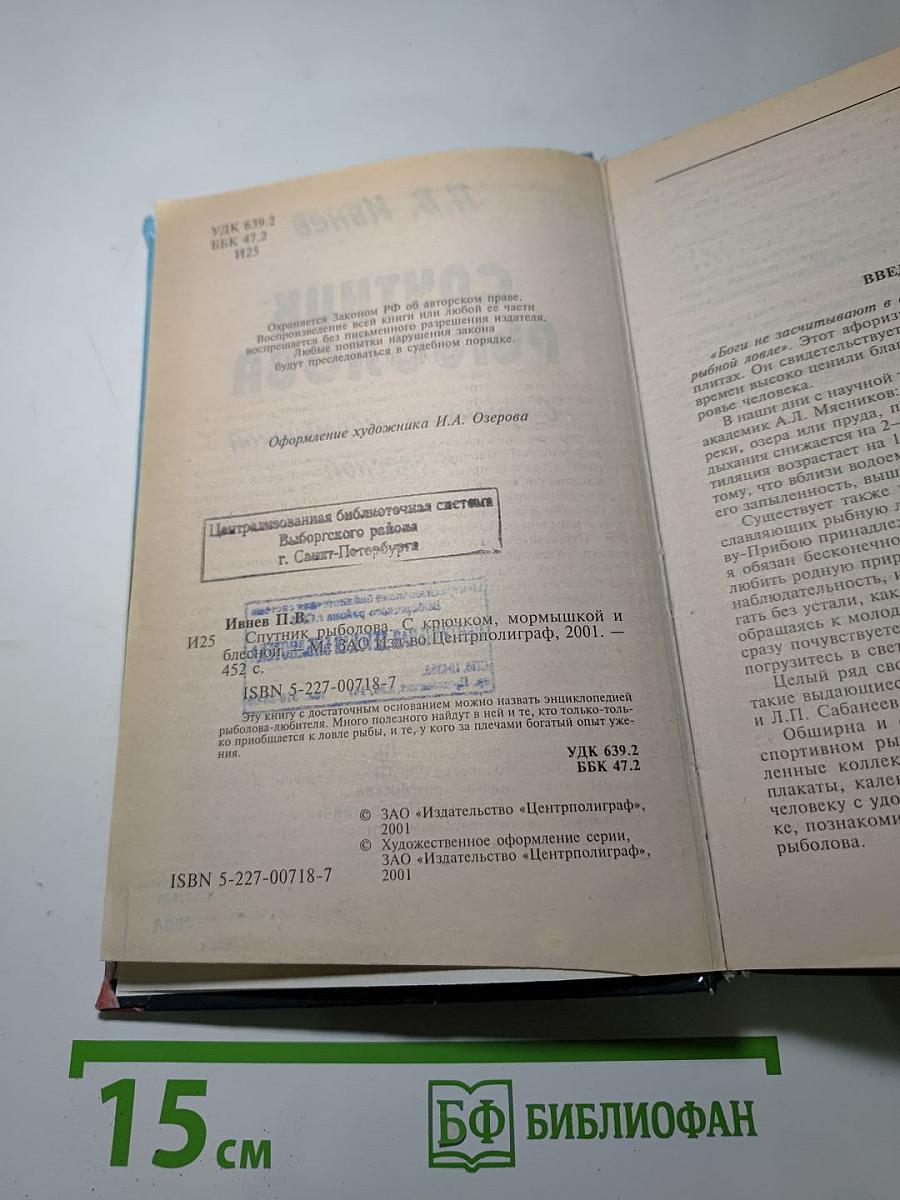 УДК 639.2
ББК 47.2
И25
Охраняется Законом РФ об авторском праве.
Воспроизведение всей книги или любой ее части
воспрещается без письменного разрешения издателя.
Любые попытки нарушения закона
будут преследоваться в судебном порядке.
Оформление художника И.А. Озерова
Централизованная библиотечная система
Выборгского района
г. Санкт-Петербурга
Ивнев П.В.
И25 Спутник рыболова. С крючком, мормышкой и
блесной. — М.: ЗАО Изд-во Центрполиграф, 2001. —
452 с.
ISBN 5-227-00718-7
Эту книгу с достаточным основанием можно назвать энциклопедией
рыболова-любителя. Много полезного найдут в ней и те, кто только-толь-
ко приобщается к ловле рыбы, и те, у кого за плечами богатый опыт уже-
ния.
УДК 639.2
ББК 47.2
© ЗАО «Издательство «Центрполиграф»,
2001
© Художественное оформление серии,
ЗАО «Издательство «Центрполиграф»,
2001
ISBN 5-227-00718-7
ВВЕ
«Боги не засчитывают в
рыбной ловле». Этот афориз
плитах. Он свидетельствует
времен высоко ценили бла
ровье человека.
В наши дни с научной
академик А.Л. Мясников:
реки, озера или пруда, п
дыхания снижается на 2—
тиляция возрастает на 1
тому, что вблизи водоем
его запыленность, выш
Существует также
славляющих рыбную л
ву-Прибою принадлеж
я обязан бесконечно
любить родную прир
наблюдательность, и
гать без устали, как
обращаясь к молод
сразу почувствуете
погрузитесь в свет
Целый ряд сво
такие выдающиес
и Л.П. Сабанеев
Обширна и
спортивном ры
ленные коллек
плакаты, кале
человеку с удо
ке, познакоми
рыболова.
15 см
БФ БИБЛИОФАН